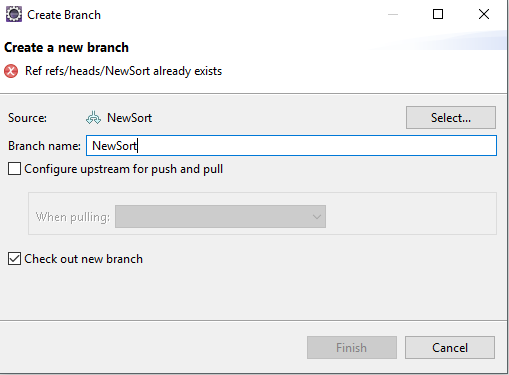 Create Branch
Create a new branch
Ref refs/heads/NewSort already exists
Source: NewSort Select...
Branch name: NewSort
Configure upstream for push and pull
When pulling:
Check out new branch
Finish Cancel